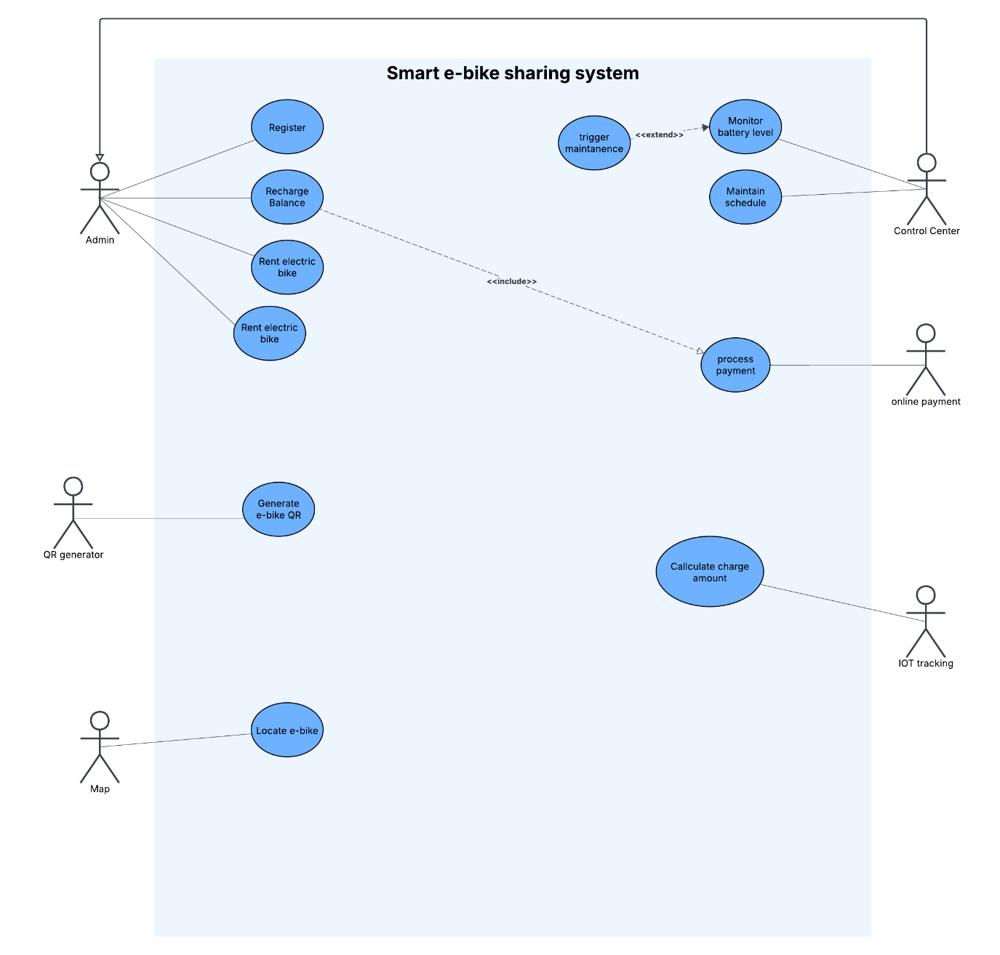 Smart e-bike sharing system
Register
Monitor
battery level
trigger
maintanence
<<extend>>
Recharge
Balance
Maintain
schedule
Admin
Control Center
Rent electric
bike
<<include>>
Rent electric
bike
process
payment
online payment
Generate
e-bike QR
QR generator
Callculate charge
amount
IOT tracking
Locate e-bike
Map